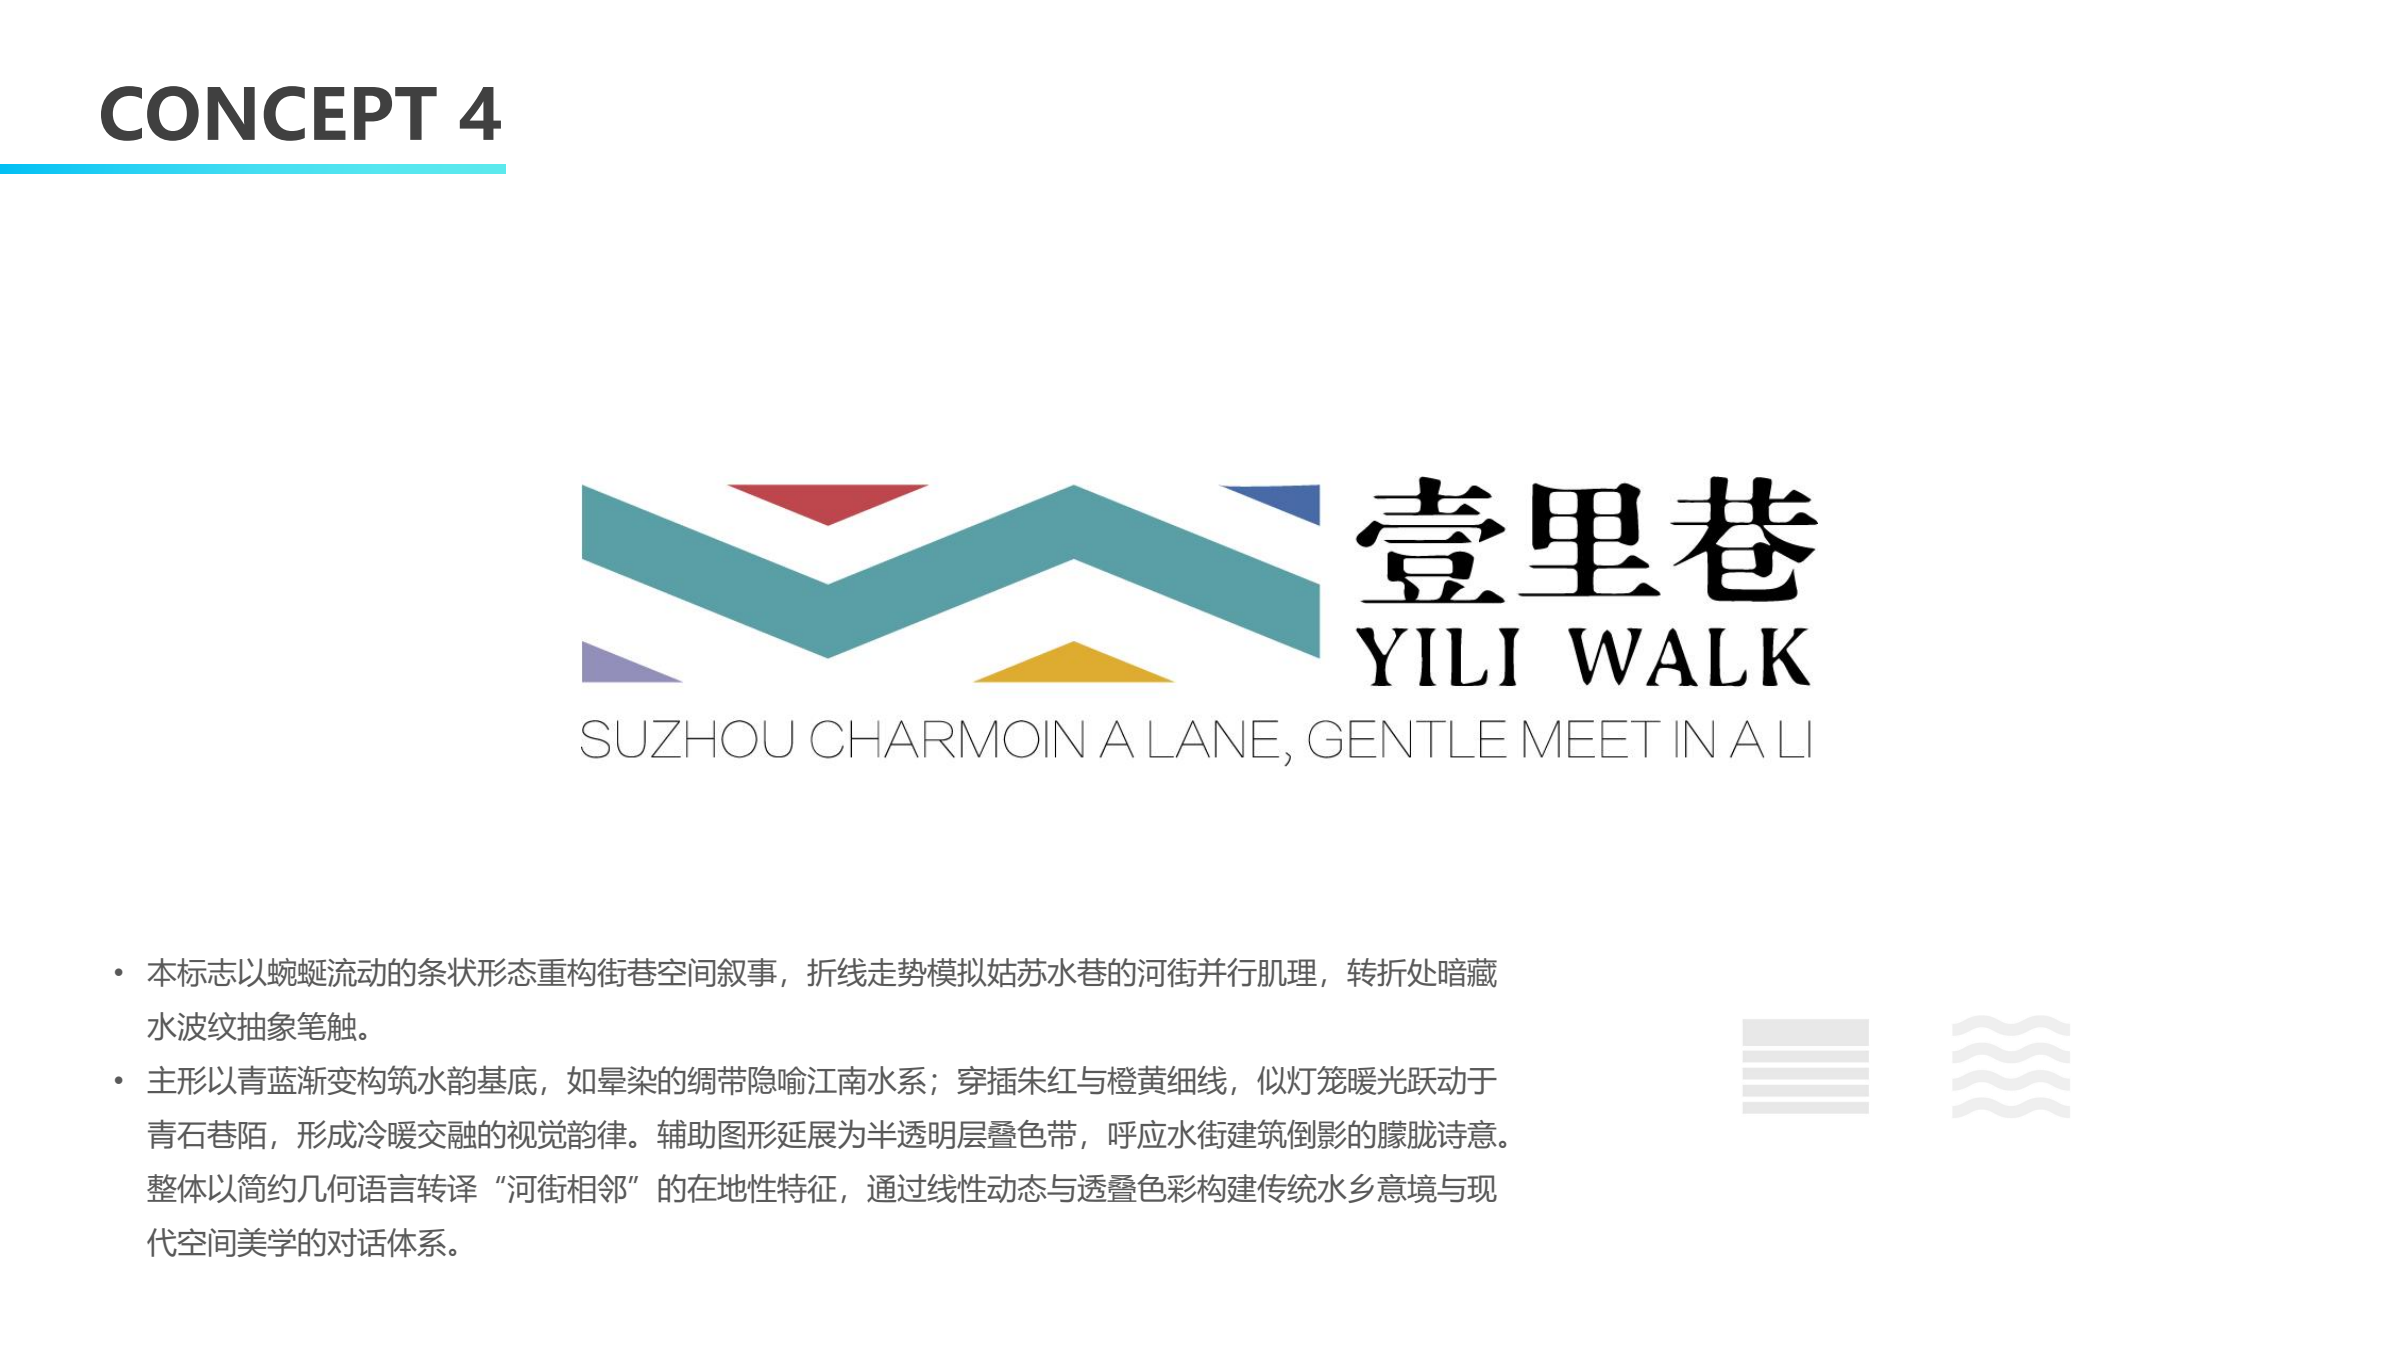 CONCEPT 4
壹里巷
YILI WALK
SUZHOU CHARMOIN A LANE, GENTLE MEET IN A LI
• 本标志以蜿蜒流动的条状形态重构街巷空间叙事，折线走势模拟姑苏水巷的河街并行肌理，转折处暗藏
水波纹抽象笔触。
• 主形以青蓝渐变构筑水韵基底，如晕染的绸带隐喻江南水系；穿插朱红与橙黄细线，似灯笼暖光跃动于
青石巷陌，形成冷暖交融的视觉韵律。辅助图形延展为半透明层叠色带，呼应水街建筑倒影的朦胧诗意。
整体以简约几何语言转译“河街相邻”的在地性特征，通过线性动态与透叠色彩构建传统水乡意境与现
代空间美学的对话体系。